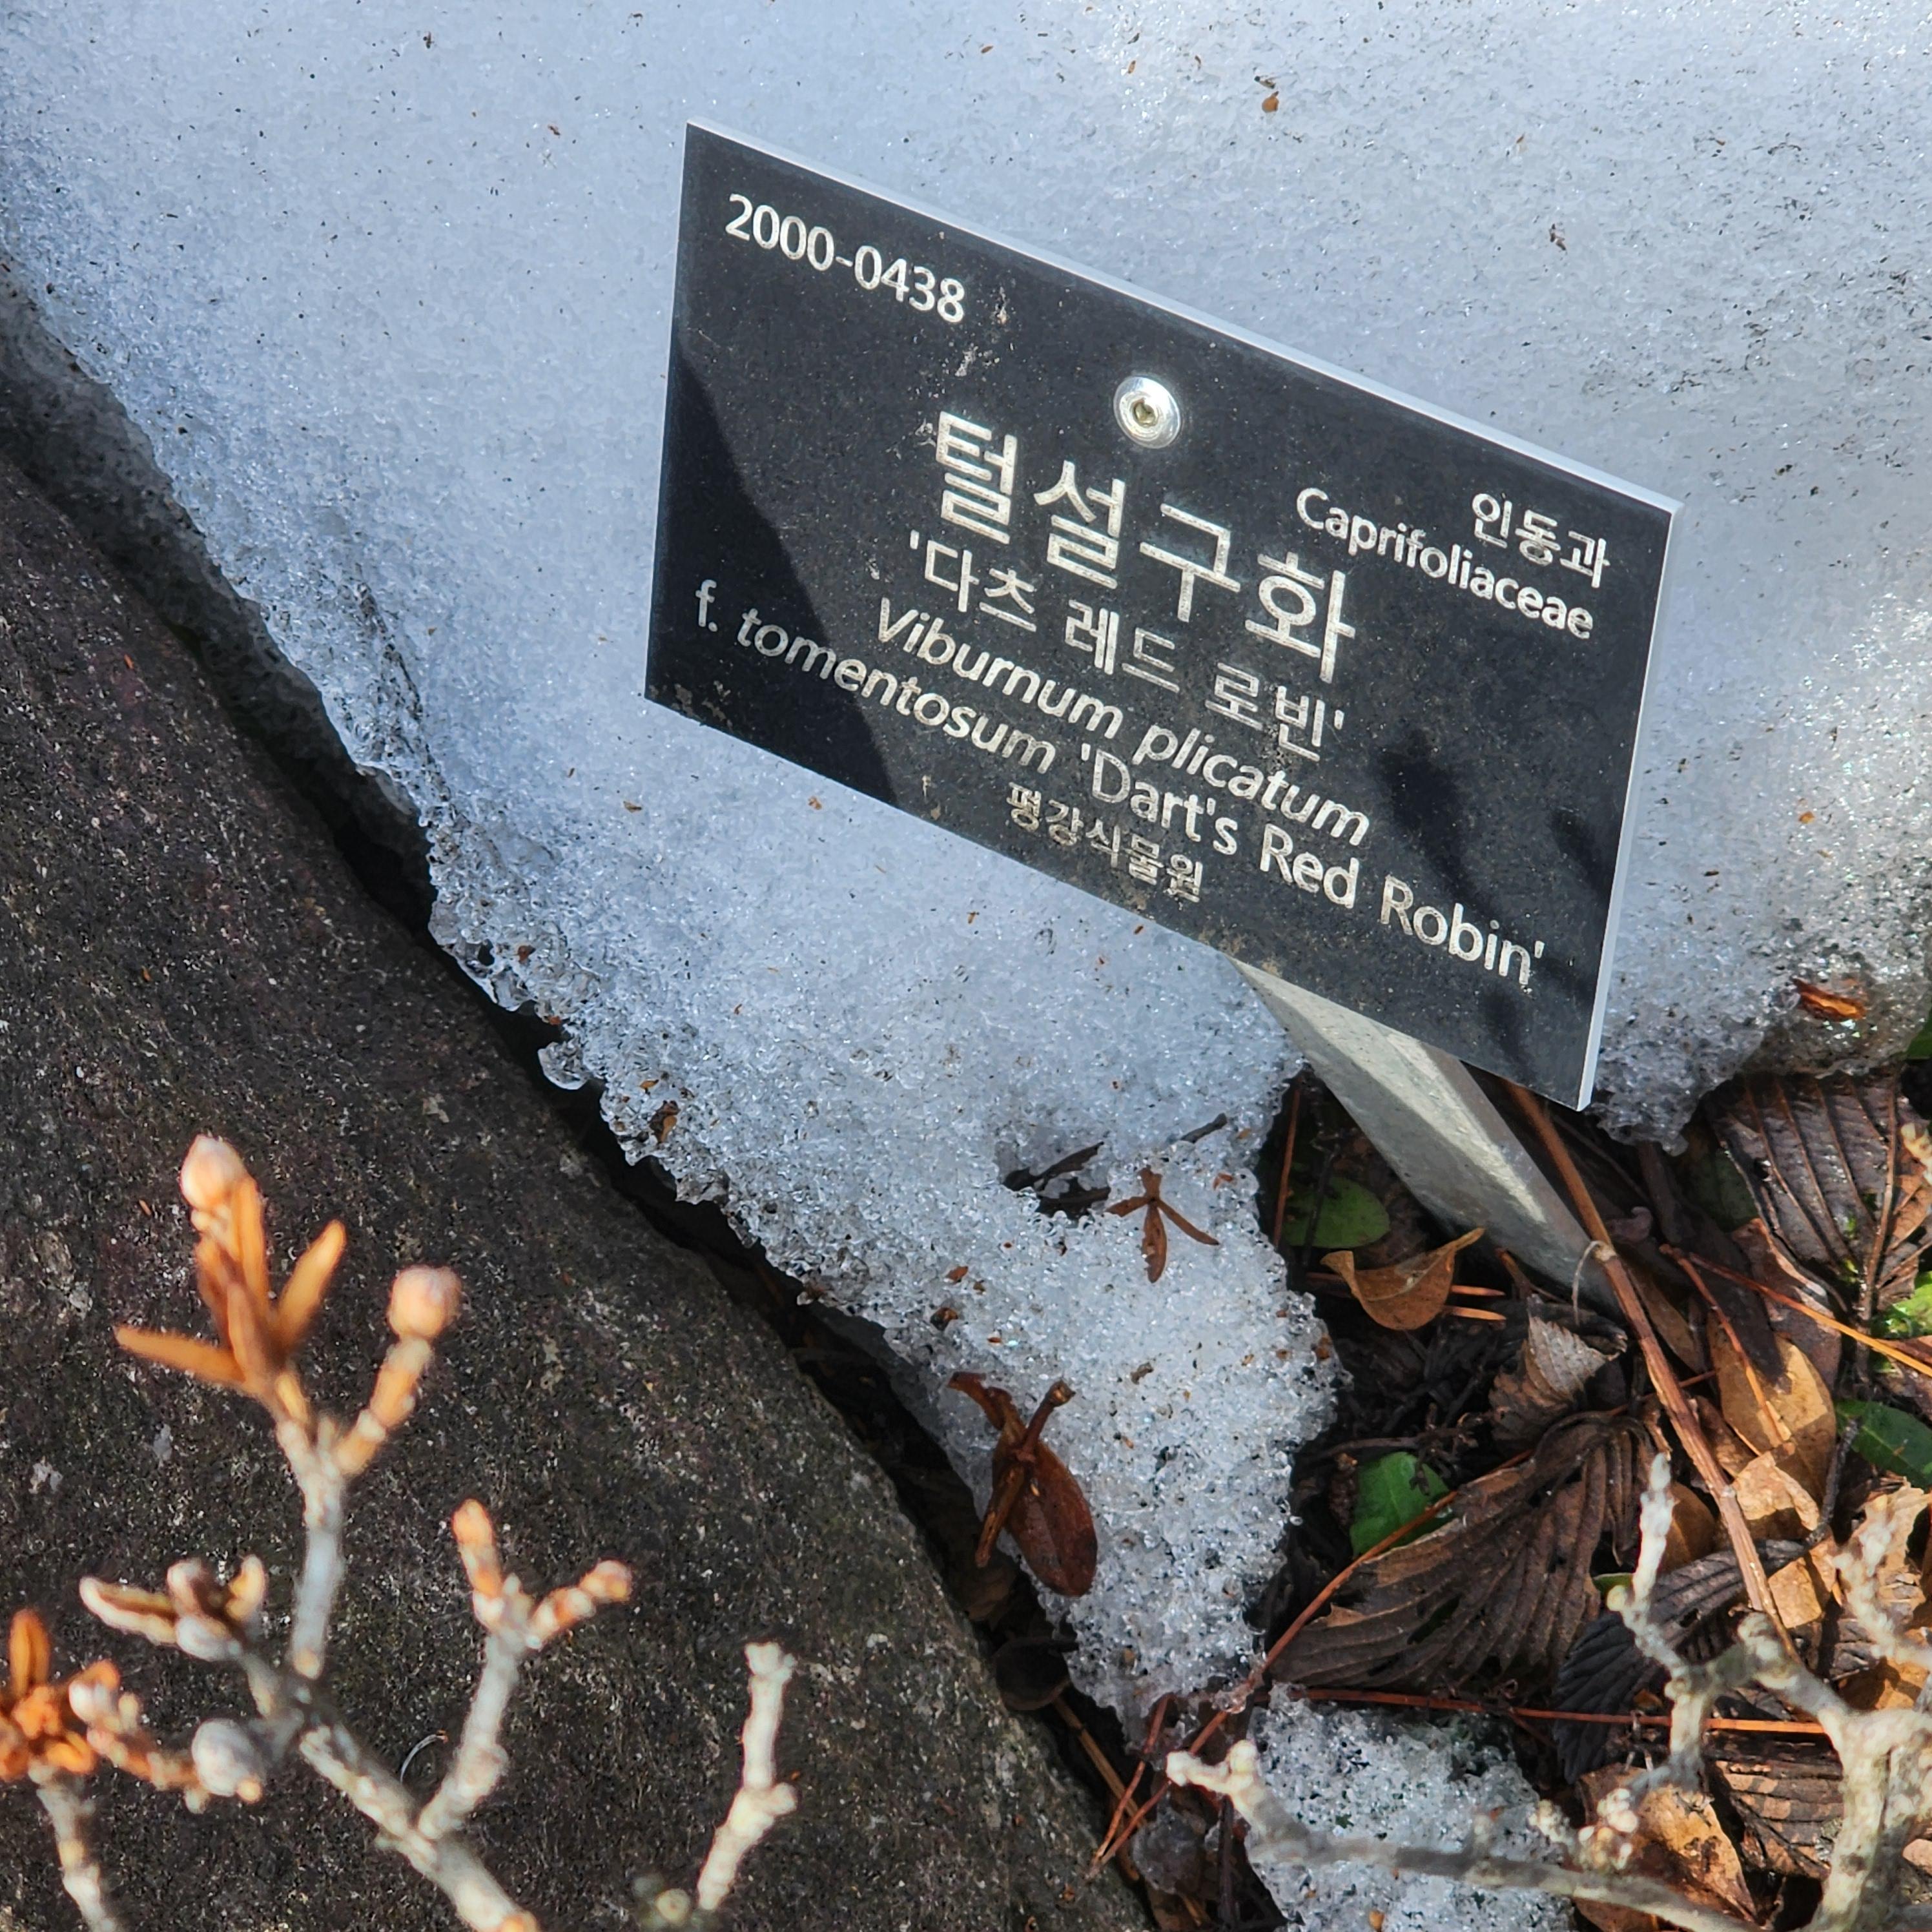 2000-0438
인동과
Caprifoliaceae
털설구화
'다츠 레드 로빈'
Viburnum plicatum
f. tomentosum 'Dart's Red Robin'
평강식물원